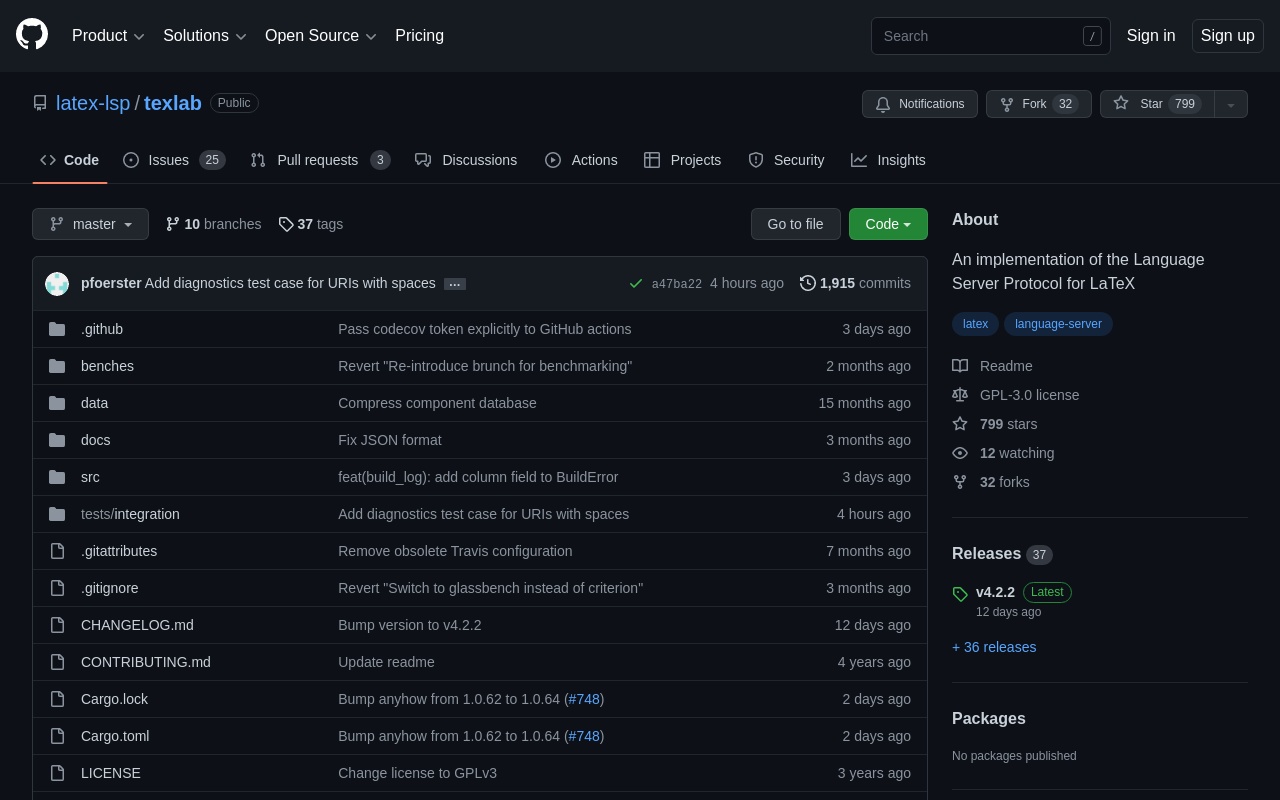 Product Solutions Open Source Pricing Search / Sign in Sign up
latex-lsp / texlab Public Notifications Fork 32 Star 799
Code Issues 25 Pull requests 3 Discussions Actions Projects Security Insights
master 10 branches 37 tags Go to file Code
pfoerster Add diagnostics test case for URIs with spaces ... a47ba22 4 hours ago 1,915 commits
.github Pass codecov token explicitly to GitHub actions 3 days ago
benches Revert "Re-introduce brunch for benchmarking" 2 months ago
data Compress component database 15 months ago
docs Fix JSON format 3 months ago
src feat(build_log): add column field to BuildError 3 days ago
tests/integration Add diagnostics test case for URIs with spaces 4 hours ago
.gitattributes Remove obsolete Travis configuration 7 months ago
.gitignore Revert "Switch to glassbench instead of criterion" 3 months ago
CHANGELOG.md Bump version to v4.2.2 12 days ago
CONTRIBUTING.md Update readme 4 years ago
Cargo.lock Bump anyhow from 1.0.62 to 1.0.64 (#748) 2 days ago
Cargo.toml Bump anyhow from 1.0.62 to 1.0.64 (#748) 2 days ago
LICENSE Change license to GPLv3 3 years ago
About
An implementation of the Language
Server Protocol for LaTeX
latex language-server
Readme
GPL-3.0 license
799 stars
12 watching
32 forks
Releases 37
v4.2.2 Latest
12 days ago
+ 36 releases
Packages
No packages published